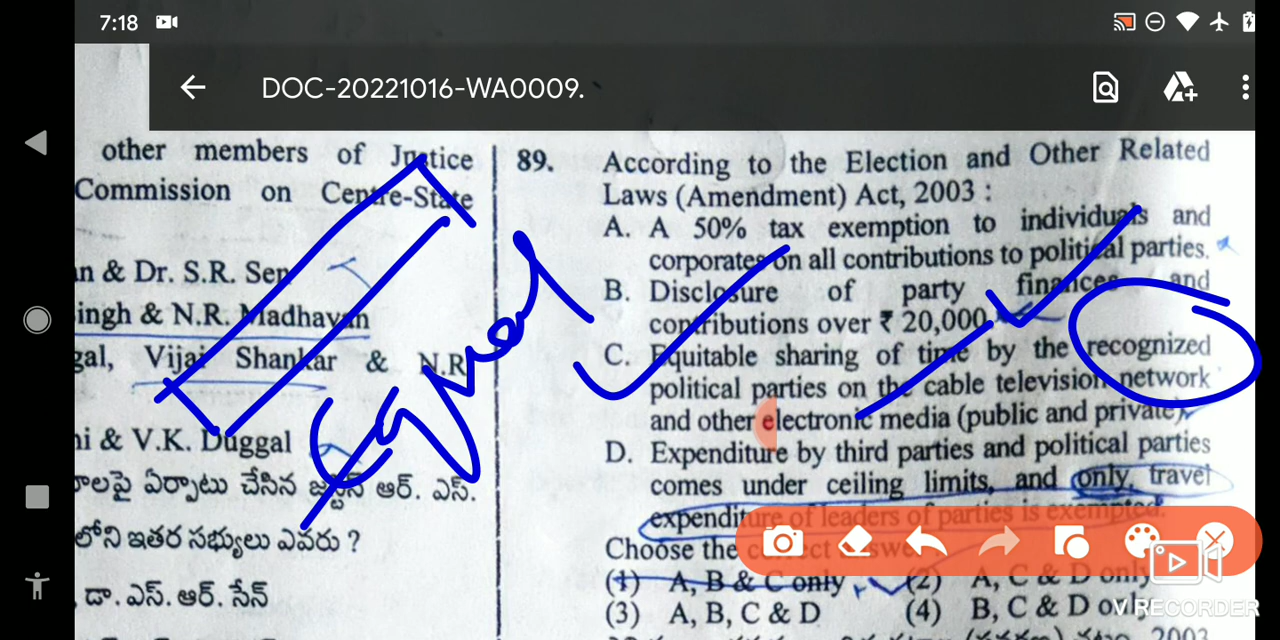 7:18
DOC-20221016-WA0009.
other members of Justice
Commission on Centre-State
n & Dr. S.R. Sen
ingh & N.R. Madhavan
gal, Vijai Shankar & N.R
ni & V.K. Duggal
ఏర్పాటు చేసిన జస్టిస్ ఆర్. ఎస్.
లోని ఇతర సభ్యులు ఎవరు ?
డా. ఎస్. ఆర్. సేన్
Equal
89. According to the Election and Other Related
Laws (Amendment) Act, 2003 :
A. A 50% tax exemption to individuals and
corporates on all contributions to political parties.
B. Disclosure of party finances and
contributions over ₹ 20,000
C. Equitable sharing of time by the recognized
political parties on the cable television network
and other electronic media (public and private).
D. Expenditure by third parties and political parties
comes under ceiling limits, and only, travel
expenditure of leaders of parties is exempted.
Choose the correct answer
(1) A, B & C only (2) A, C & D only
(3) A, B, C & D (4) B, C & D only
V RECORDER